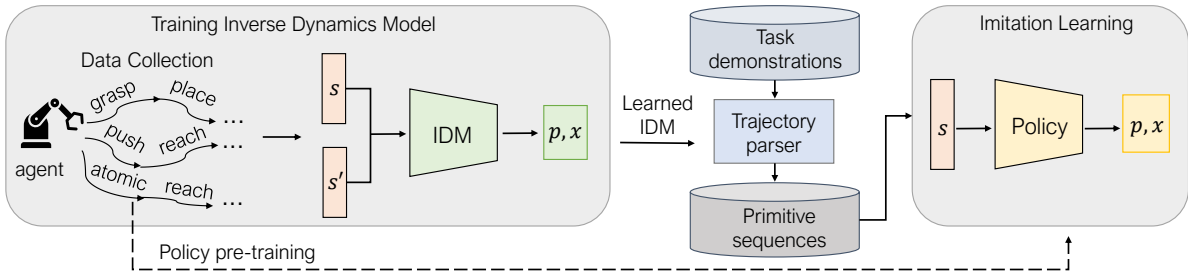 Training Inverse Dynamics Model
Data Collection
grasp
place
...
push
reach
...
atomic
reach
...
agent
s
s′
IDM
p, x
Learned
IDM
Task
demonstrations
Trajectory
parser
Primitive
sequences
Imitation Learning
s
Policy
p, x
Policy pre-training